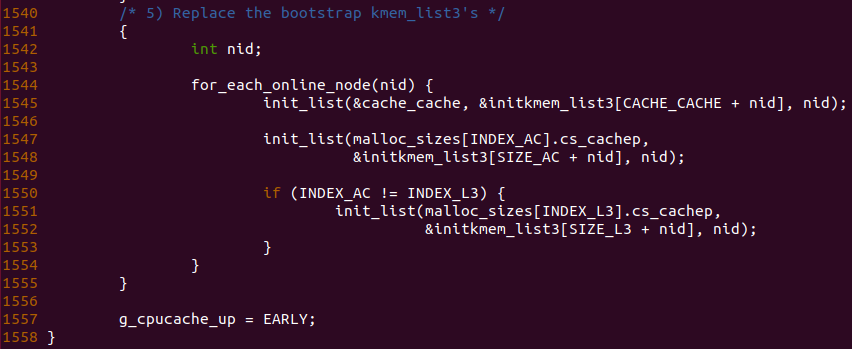 1540         /* 5) Replace the bootstrap kmem_list3's */
1541         {
1542                 int nid;
1543
1544                 for_each_online_node(nid) {
1545                         init_list(&cache_cache, &initkmem_list3[CACHE_CACHE + nid], nid);
1546
1547                         init_list(malloc_sizes[INDEX_AC].cs_cachep,
1548                                   &initkmem_list3[SIZE_AC + nid], nid);
1549
1550                         if (INDEX_AC != INDEX_L3) {
1551                                 init_list(malloc_sizes[INDEX_L3].cs_cachep,
1552                                           &initkmem_list3[SIZE_L3 + nid], nid);
1553                         }
1554                 }
1555         }
1556
1557         g_cpucache_up = EARLY;
1558 }